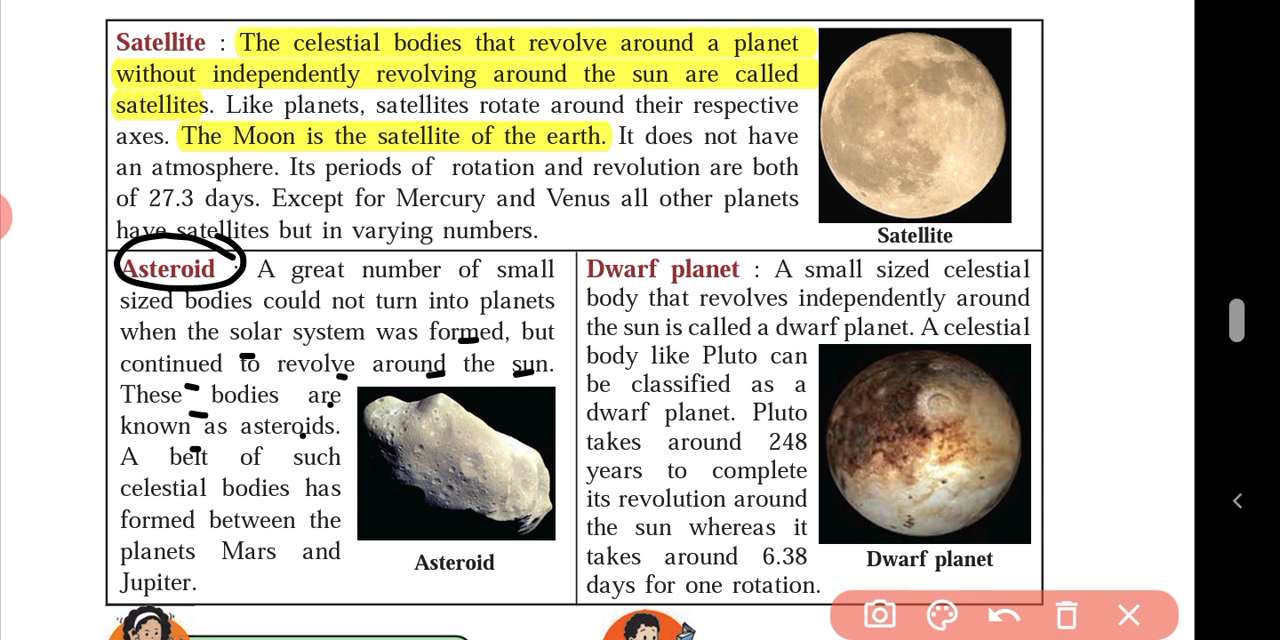 Satellite : The celestial bodies that revolve around a planet
without independently revolving around the sun are called
satellites. Like planets, satellites rotate around their respective
axes. The Moon is the satellite of the earth. It does not have
an atmosphere. Its periods of rotation and revolution are both
of 27.3 days. Except for Mercury and Venus all other planets
have satellites but in varying numbers.
Satellite
Asteroid : A great number of small
sized bodies could not turn into planets
when the solar system was formed, but
continued to revolve around the sun.
These bodies are
known as asteroids.
A belt of such
celestial bodies has
formed between the
planets Mars and
Jupiter.
Asteroid
Dwarf planet : A small sized celestial
body that revolves independently around
the sun is called a dwarf planet. A celestial
body like Pluto can
be classified as a
dwarf planet. Pluto
takes around 248
years to complete
its revolution around
the sun whereas it
takes around 6.38
days for one rotation.
Dwarf planet